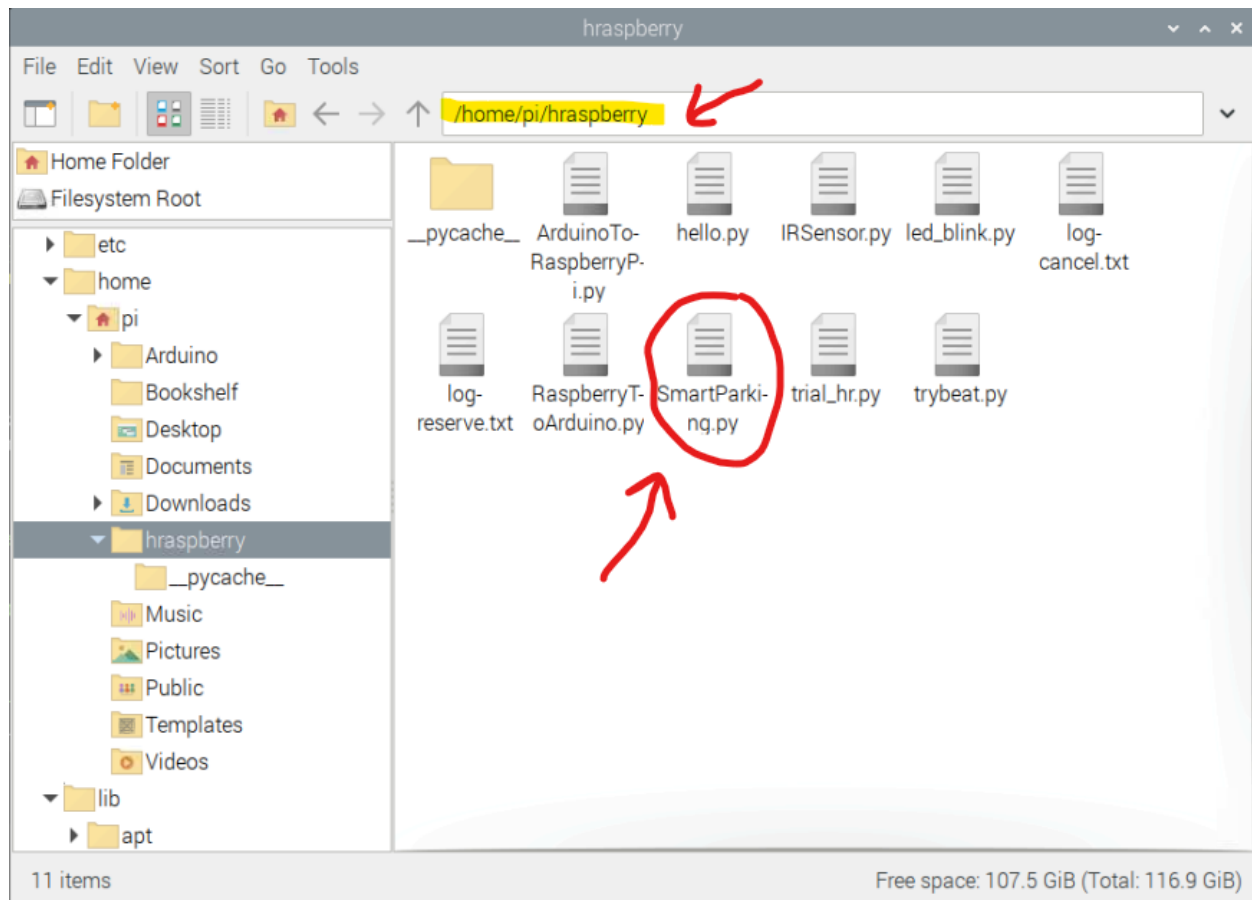 hraspberry
File Edit View Sort Go Tools
/home/pi/hraspberry
Home Folder
Filesystem Root
etc
home
pi
Arduino
Bookshelf
Desktop
Documents
Downloads
hraspberry
__pycache__
Music
Pictures
Public
Templates
Videos
lib
apt
__pycache__
ArduinoTo-
RaspberryP-
i.py
hello.py
IRSensor.py
led_blink.py
log-
cancel.txt
log-
reserve.txt
RaspberryT-
oArduino.py
SmartParki-
ng.py
trial_hr.py
trybeat.py
11 items
Free space: 107.5 GiB (Total: 116.9 GiB)